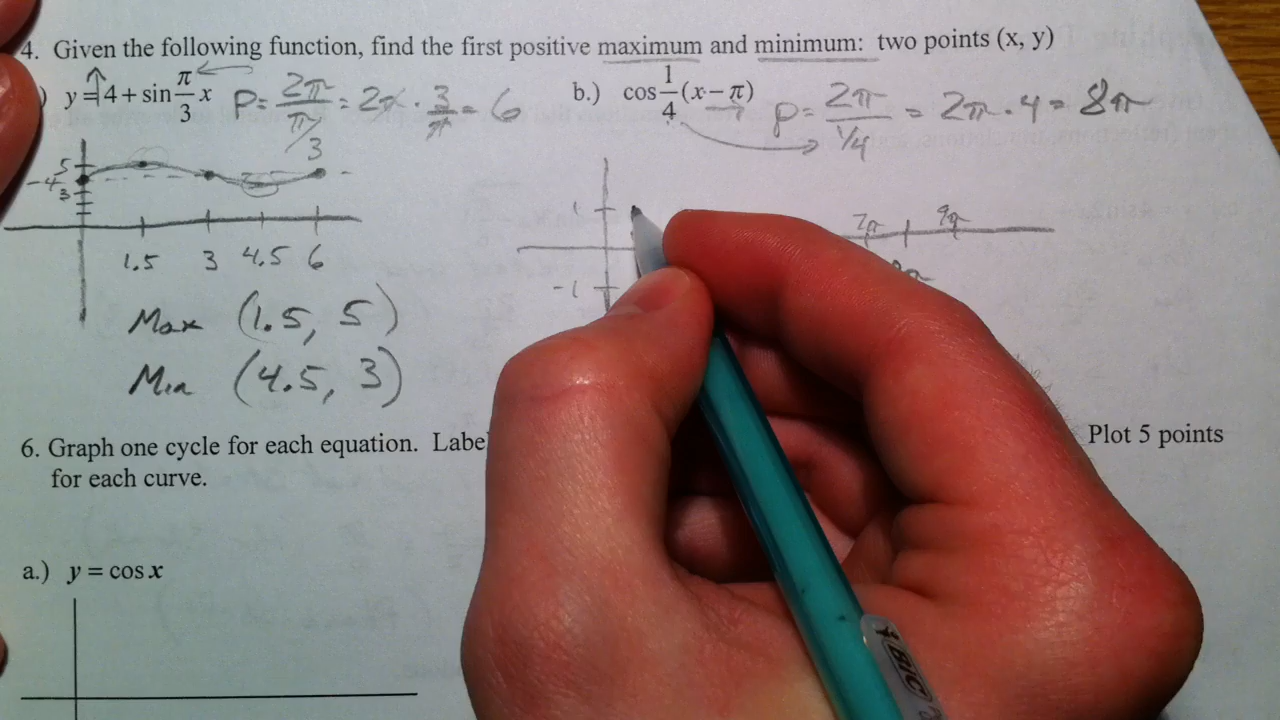 4. Given the following function, find the first positive maximum and minimum: two points (x, y)
) y = 4 + sin π/3 x P = 2π/π/3 = 2π · 3/π = 6
b.) cos 1/4 (x − π) P = 2π/1/4 = 2π · 4 = 8π
5
4
3
1.5 3 4.5 6
1
-1
7π 9π
Max (1.5, 5)
Min (4.5, 3)
6. Graph one cycle for each equation. Label Plot 5 points
for each curve.
a.) y = cos x
BIC